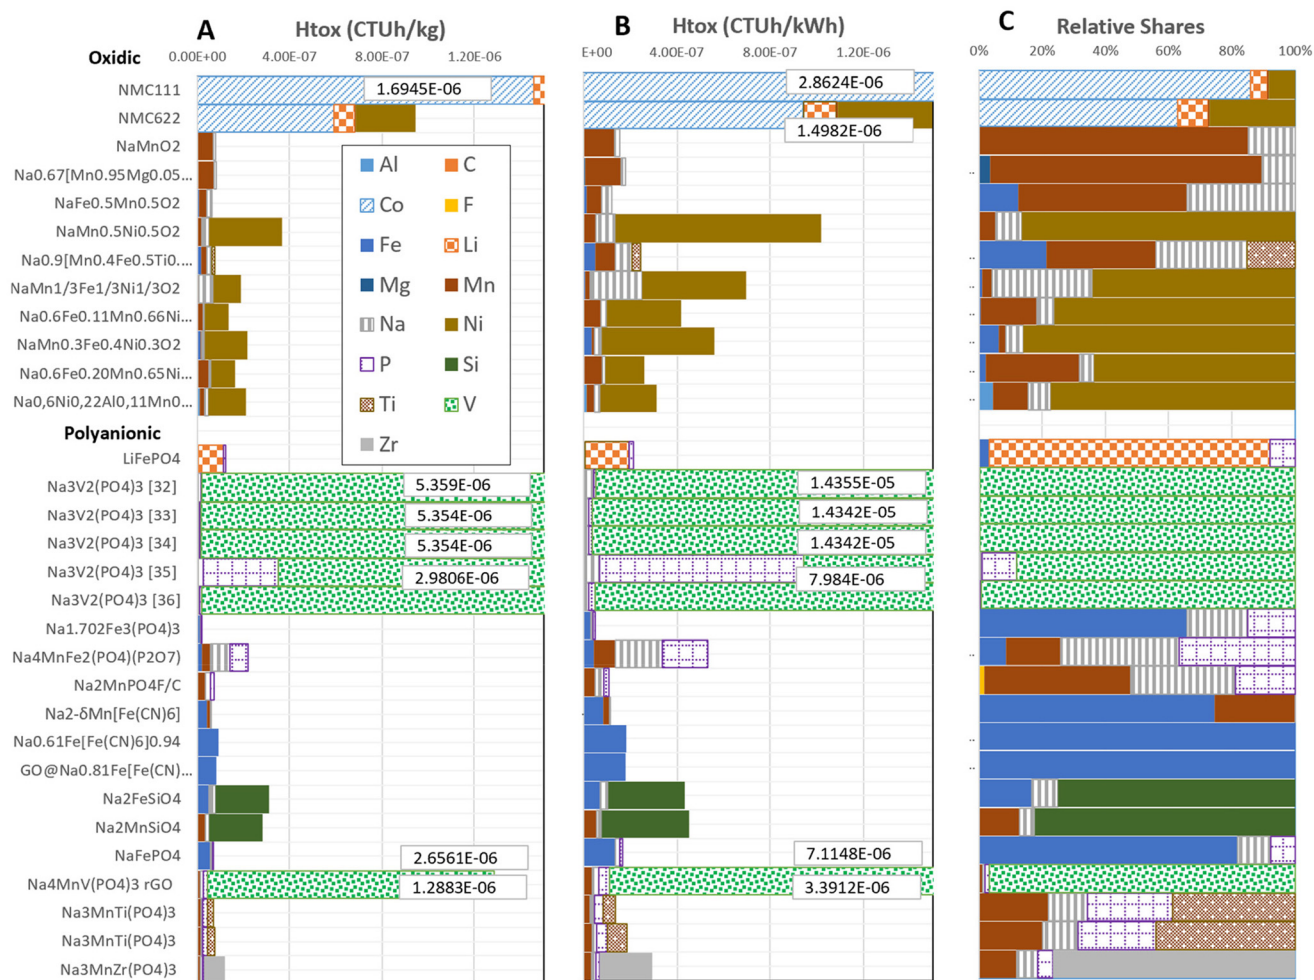 A Htox (CTUh/kg) B Htox (CTUh/kWh) C Relative Shares
0.00E+00 4.00E-07 8.00E-07 1.20E-06 E+00 4.00E-07 8.00E-07 1.20E-06 0% 20% 40% 60% 80% 100%
Oxidic
NMC111 1.6945E-06 2.8624E-06
NMC622 1.4982E-06
NaMnO2
Na0.67[Mn0.95Mg0.05... ..
NaFe0.5Mn0.5O2
NaMn0.5Ni0.5O2
Na0.9[Mn0.4Fe0.5Ti0.... ..
NaMn1/3Fe1/3Ni1/3O2
Na0.6Fe0.11Mn0.66Ni... ..
NaMn0.3Fe0.4Ni0.3O2
Na0.6Fe0.20Mn0.65Ni... ..
Na0,6Ni0,22Al0,11Mn0... ..
Al C
Co F
Fe Li
Mg Mn
Na Ni
P Si
Ti V
Zr
Polyanionic
LiFePO4
Na3V2(PO4)3 [32] 5.359E-06 1.4355E-05
Na3V2(PO4)3 [33] 5.354E-06 1.4342E-05
Na3V2(PO4)3 [34] 5.354E-06 1.4342E-05
Na3V2(PO4)3 [35] 2.9806E-06 7.984E-06
Na3V2(PO4)3 [36]
Na1.702Fe3(PO4)3
Na4MnFe2(PO4)(P2O7) ..
Na2MnPO4F/C
Na2-δMn[Fe(CN)6]
Na0.61Fe[Fe(CN)6]0.94 ..
GO@Na0.81Fe[Fe(CN)... ..
Na2FeSiO4
Na2MnSiO4
NaFePO4 2.6561E-06 7.1148E-06
Na4MnV(PO4)3 rGO 1.2883E-06 3.3912E-06
Na3MnTi(PO4)3
Na3MnTi(PO4)3
Na3MnZr(PO4)3